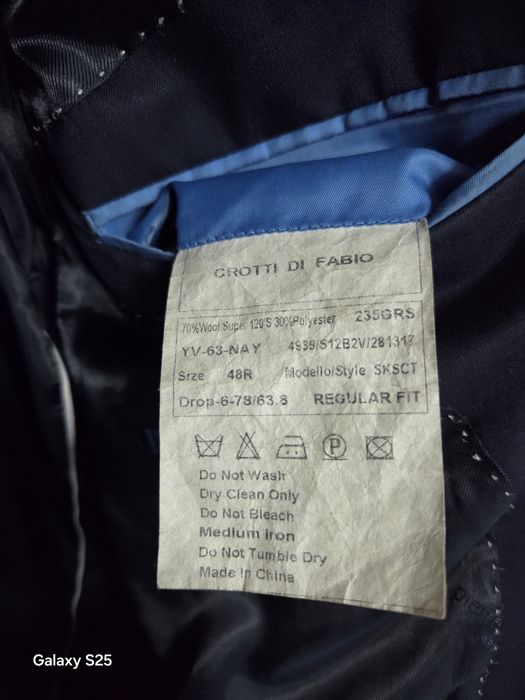 CROTTI DI FABIO
70%Wool Super 120'S 30%Polyester 235GRS
YV-63-NAY 4939/S12B2V/281317
Size 48R Modello/Style SKSCT
Drop-6-78/63.8 REGULAR FIT
P
Do Not Wash
Dry Clean Only
Do Not Bleach
Medium Iron
Do Not Tumble Dry
Made In China
Galaxy S25